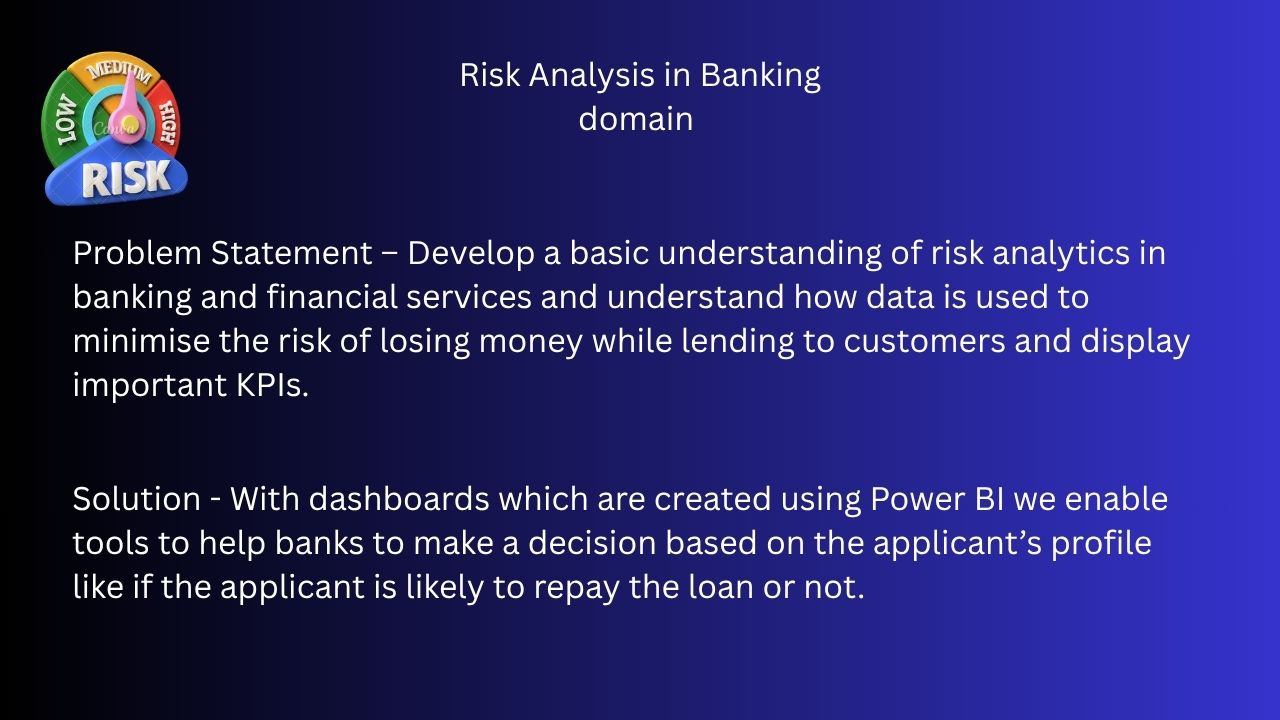 MEDIUM
LOW
HIGH
Canva
RISK
Risk Analysis in Banking
domain
Problem Statement – Develop a basic understanding of risk analytics in
banking and financial services and understand how data is used to
minimise the risk of losing money while lending to customers and display
important KPIs.
Solution - With dashboards which are created using Power BI we enable
tools to help banks to make a decision based on the applicant’s profile
like if the applicant is likely to repay the loan or not.